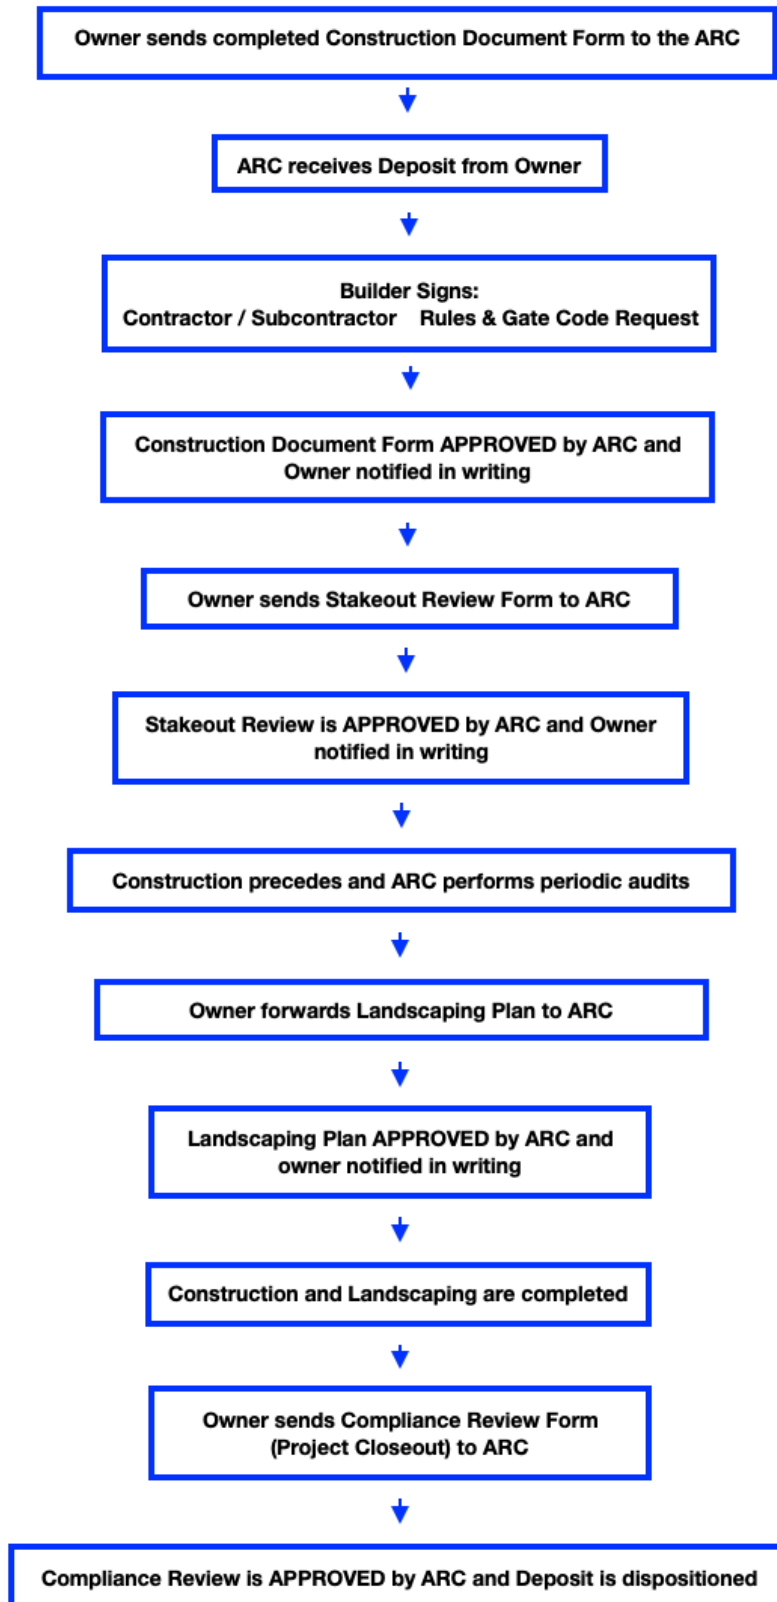 Owner sends completed Construction Document Form to the ARC
ARC receives Deposit from Owner
Builder Signs:
Contractor / Subcontractor Rules & Gate Code Request
Construction Document Form APPROVED by ARC and
Owner notified in writing
Owner sends Stakeout Review Form to ARC
Stakeout Review is APPROVED by ARC and Owner
notified in writing
Construction precedes and ARC performs periodic audits
Owner forwards Landscaping Plan to ARC
Landscaping Plan APPROVED by ARC and
owner notified in writing
Construction and Landscaping are completed
Owner sends Compliance Review Form
(Project Closeout) to ARC
Compliance Review is APPROVED by ARC and Deposit is dispositioned